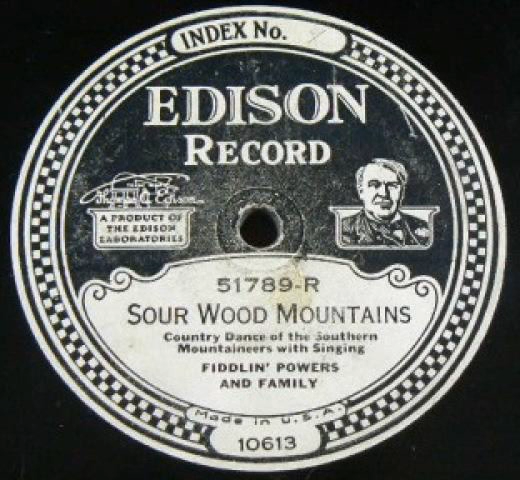 INDEX No.
EDISON
RECORD
Thomas A Edison
A PRODUCT OF
THE EDISON
LABORATORIES
51789-R
SOUR WOOD MOUNTAINS
Country Dance of the Southern
Mountaineers with Singing
FIDDLIN' POWERS
AND FAMILY
Made in U.S.A.
10613